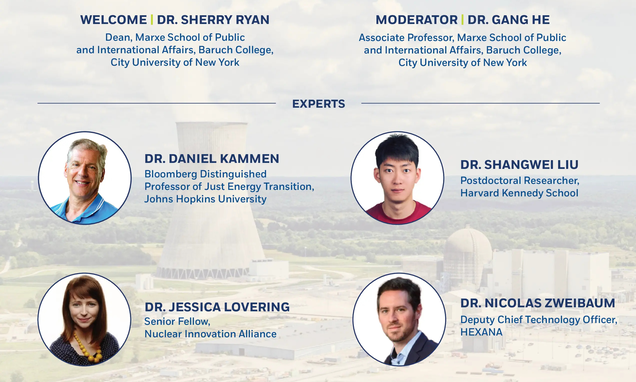 WELCOME | DR. SHERRY RYAN
Dean, Marxe School of Public
and International Affairs, Baruch College,
City University of New York
MODERATOR | DR. GANG HE
Associate Professor, Marxe School of Public
and International Affairs, Baruch College,
City University of New York
EXPERTS
DR. DANIEL KAMMEN
Bloomberg Distinguished
Professor of Just Energy Transition,
Johns Hopkins University
DR. SHANGWEI LIU
Postdoctoral Researcher,
Harvard Kennedy School
DR. JESSICA LOVERING
Senior Fellow,
Nuclear Innovation Alliance
DR. NICOLAS ZWEIBAUM
Deputy Chief Technology Officer,
HEXANA